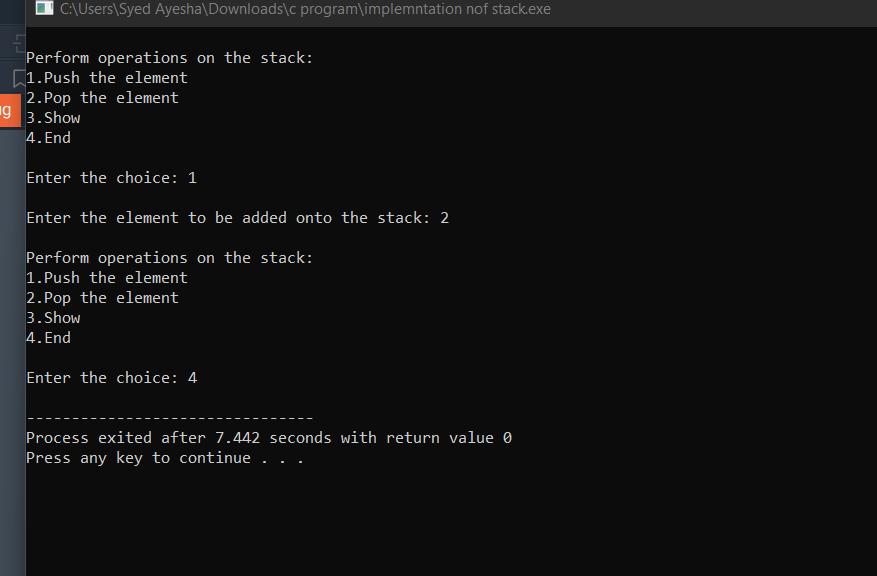 C:\Users\Syed Ayesha\Downloads\c program\implemntation nof stack.exe
Perform operations on the stack:
1.Push the element
2.Pop the element
3.Show
4.End
Enter the choice: 1
Enter the element to be added onto the stack: 2
Perform operations on the stack:
1.Push the element
2.Pop the element
3.Show
4.End
Enter the choice: 4
--------------------------------
Process exited after 7.442 seconds with return value 0
Press any key to continue . . .